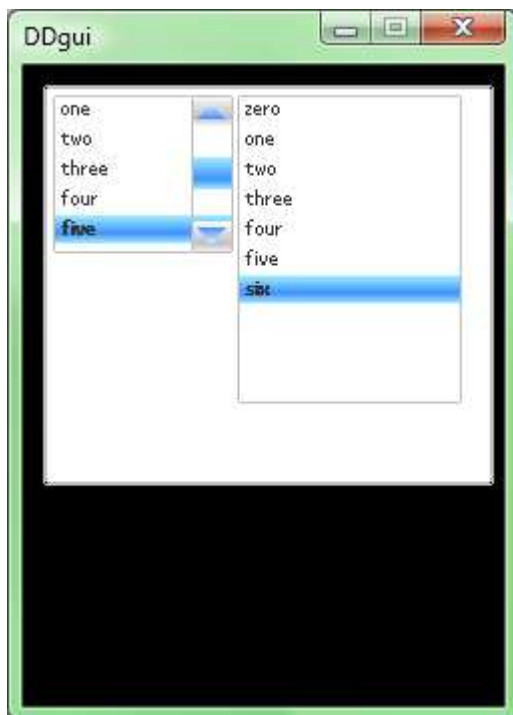 DDgui
one
two
three
four
five
zero
one
two
three
four
five
six